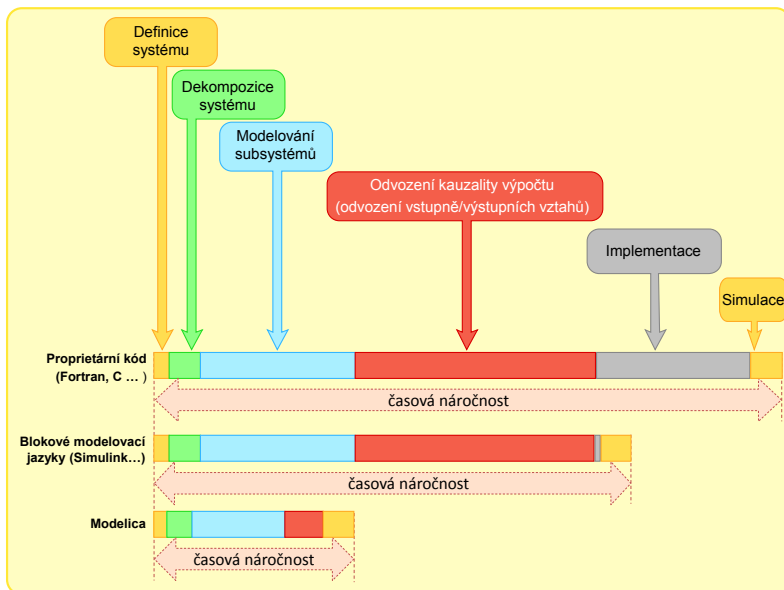 Definice
systému
Dekompozice
systému
Modelování
subsystémů
Odvození kauzality výpočtu
(odvození vstupně/výstupních vztahů)
Implementace
Simulace
Proprietární kód
(Fortran, C ... )
časová náročnost
Blokové modelovací
jazyky (Simulink...)
časová náročnost
Modelica
časová náročnost